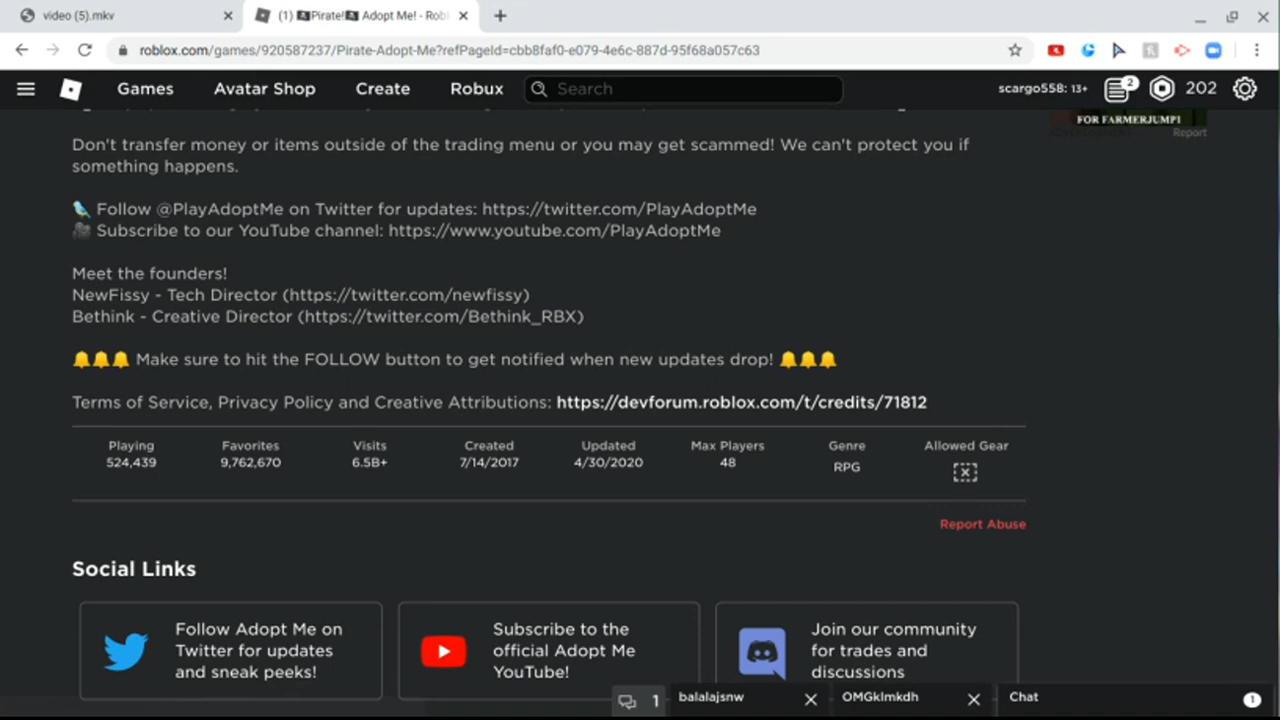 video (5).mkv
(1) 🏴‍☠️Pirate!🏴‍☠️ Adopt Me! - Rob
roblox.com/games/920587237/Pirate-Adopt-Me?refPageId=cbb8faf0-e079-4e6c-887d-95f68a057c63
Games Avatar Shop Create Robux Search scargo558: 13+ 2 202
FOR FARMERJUMP1
Report
Don't transfer money or items outside of the trading menu or you may get scammed! We can't protect you if
something happens.
🐦 Follow @PlayAdoptMe on Twitter for updates: https://twitter.com/PlayAdoptMe
🎥 Subscribe to our YouTube channel: https://www.youtube.com/PlayAdoptMe
Meet the founders!
NewFissy - Tech Director (https://twitter.com/newfissy)
Bethink - Creative Director (https://twitter.com/Bethink_RBX)
🔔🔔🔔 Make sure to hit the FOLLOW button to get notified when new updates drop! 🔔🔔🔔
Terms of Service, Privacy Policy and Creative Attributions: https://devforum.roblox.com/t/credits/71812
Playing Favorites Visits Created Updated Max Players Genre Allowed Gear
524,439 9,762,670 6.5B+ 7/14/2017 4/30/2020 48 RPG
Report Abuse
Social Links
Follow Adopt Me on
Twitter for updates
and sneak peeks!
Subscribe to the
official Adopt Me
YouTube!
Join our community
for trades and
discussions
1 balalajsnw OMGklmkdh Chat 1